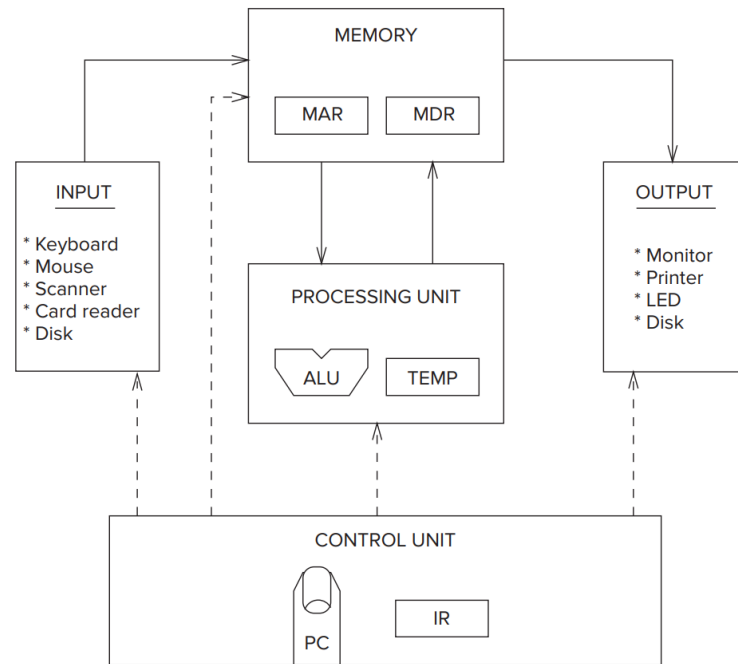 MEMORY
MAR
MDR
INPUT
* Keyboard
* Mouse
* Scanner
* Card reader
* Disk
PROCESSING UNIT
ALU
TEMP
OUTPUT
* Monitor
* Printer
* LED
* Disk
CONTROL UNIT
PC
IR